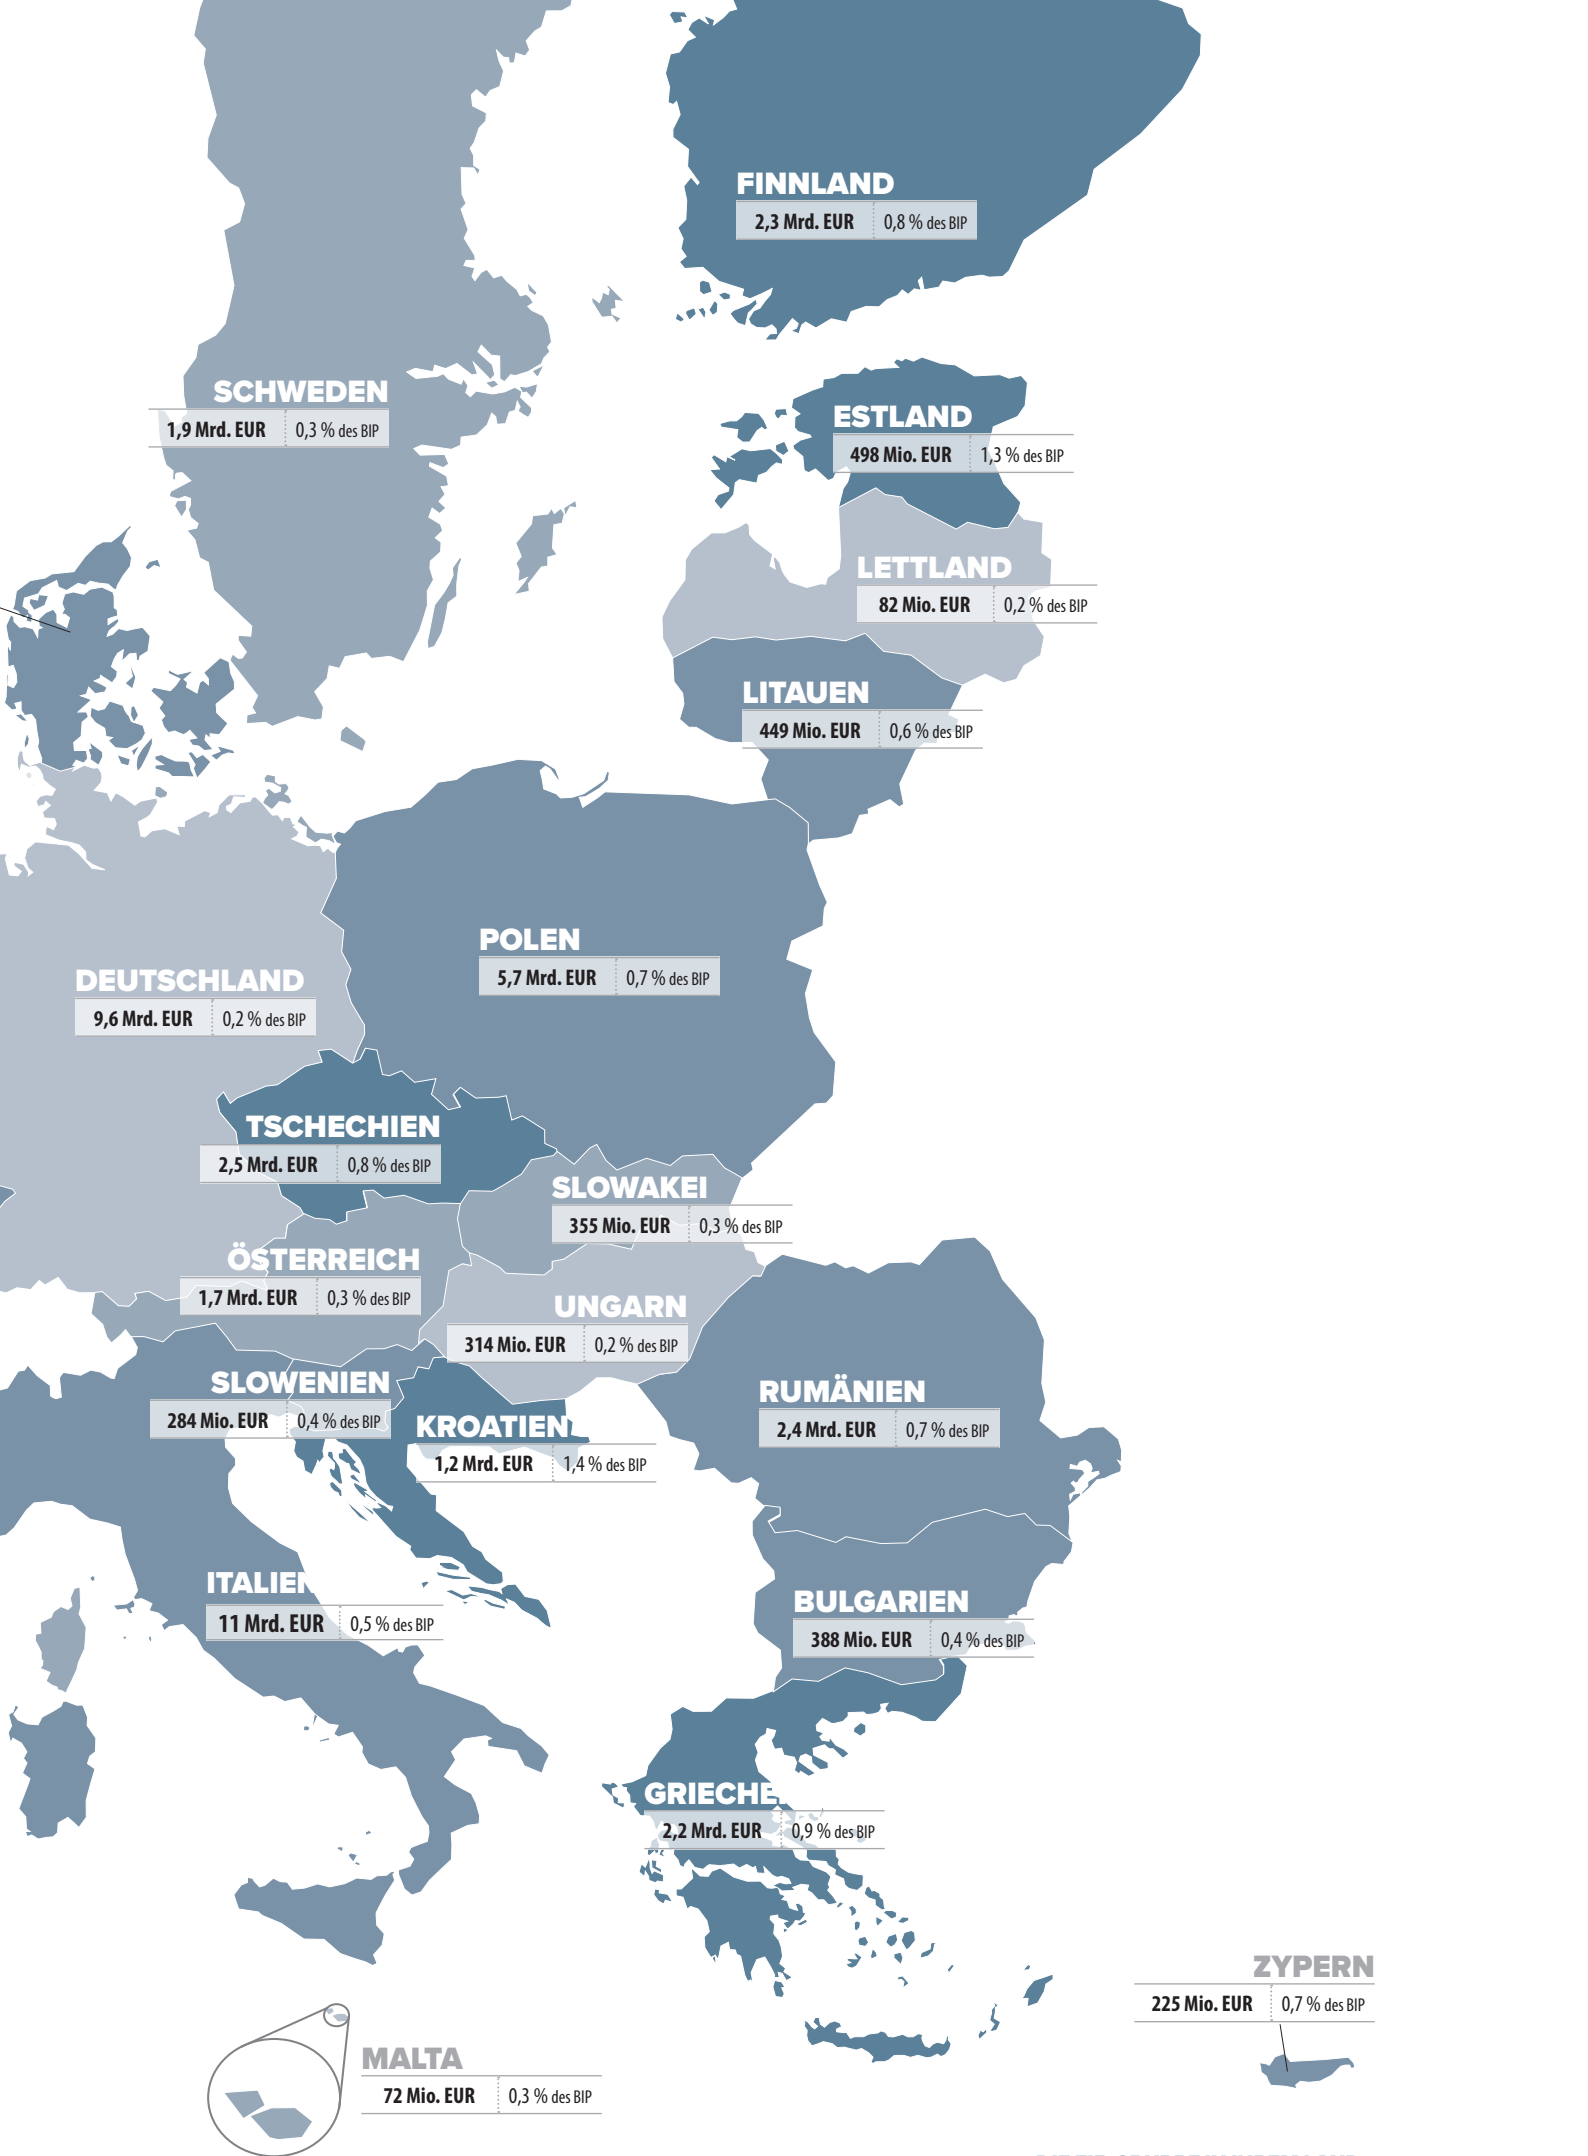 FINNLAND
2,3 Mrd. EUR 0,8 % des BIP
SCHWEDEN
1,9 Mrd. EUR 0,3 % des BIP
ESTLAND
498 Mio. EUR 1,3 % des BIP
LETTLAND
82 Mio. EUR 0,2 % des BIP
LITAUEN
449 Mio. EUR 0,6 % des BIP
POLEN
5,7 Mrd. EUR 0,7 % des BIP
DEUTSCHLAND
9,6 Mrd. EUR 0,2 % des BIP
TSCHECHIEN
2,5 Mrd. EUR 0,8 % des BIP
SLOWAKEI
355 Mio. EUR 0,3 % des BIP
ÖSTERREICH
1,7 Mrd. EUR 0,3 % des BIP
UNGARN
314 Mio. EUR 0,2 % des BIP
SLOWENIEN
284 Mio. EUR 0,4 % des BIP
RUMÄNIEN
2,4 Mrd. EUR 0,7 % des BIP
KROATIEN
1,2 Mrd. EUR 1,4 % des BIP
ITALIEN
11 Mrd. EUR 0,5 % des BIP
BULGARIEN
388 Mio. EUR 0,4 % des BIP
GRIECHE
2,2 Mrd. EUR 0,9 % des BIP
ZYPERN
225 Mio. EUR 0,7 % des BIP
MALTA
72 Mio. EUR 0,3 % des BIP